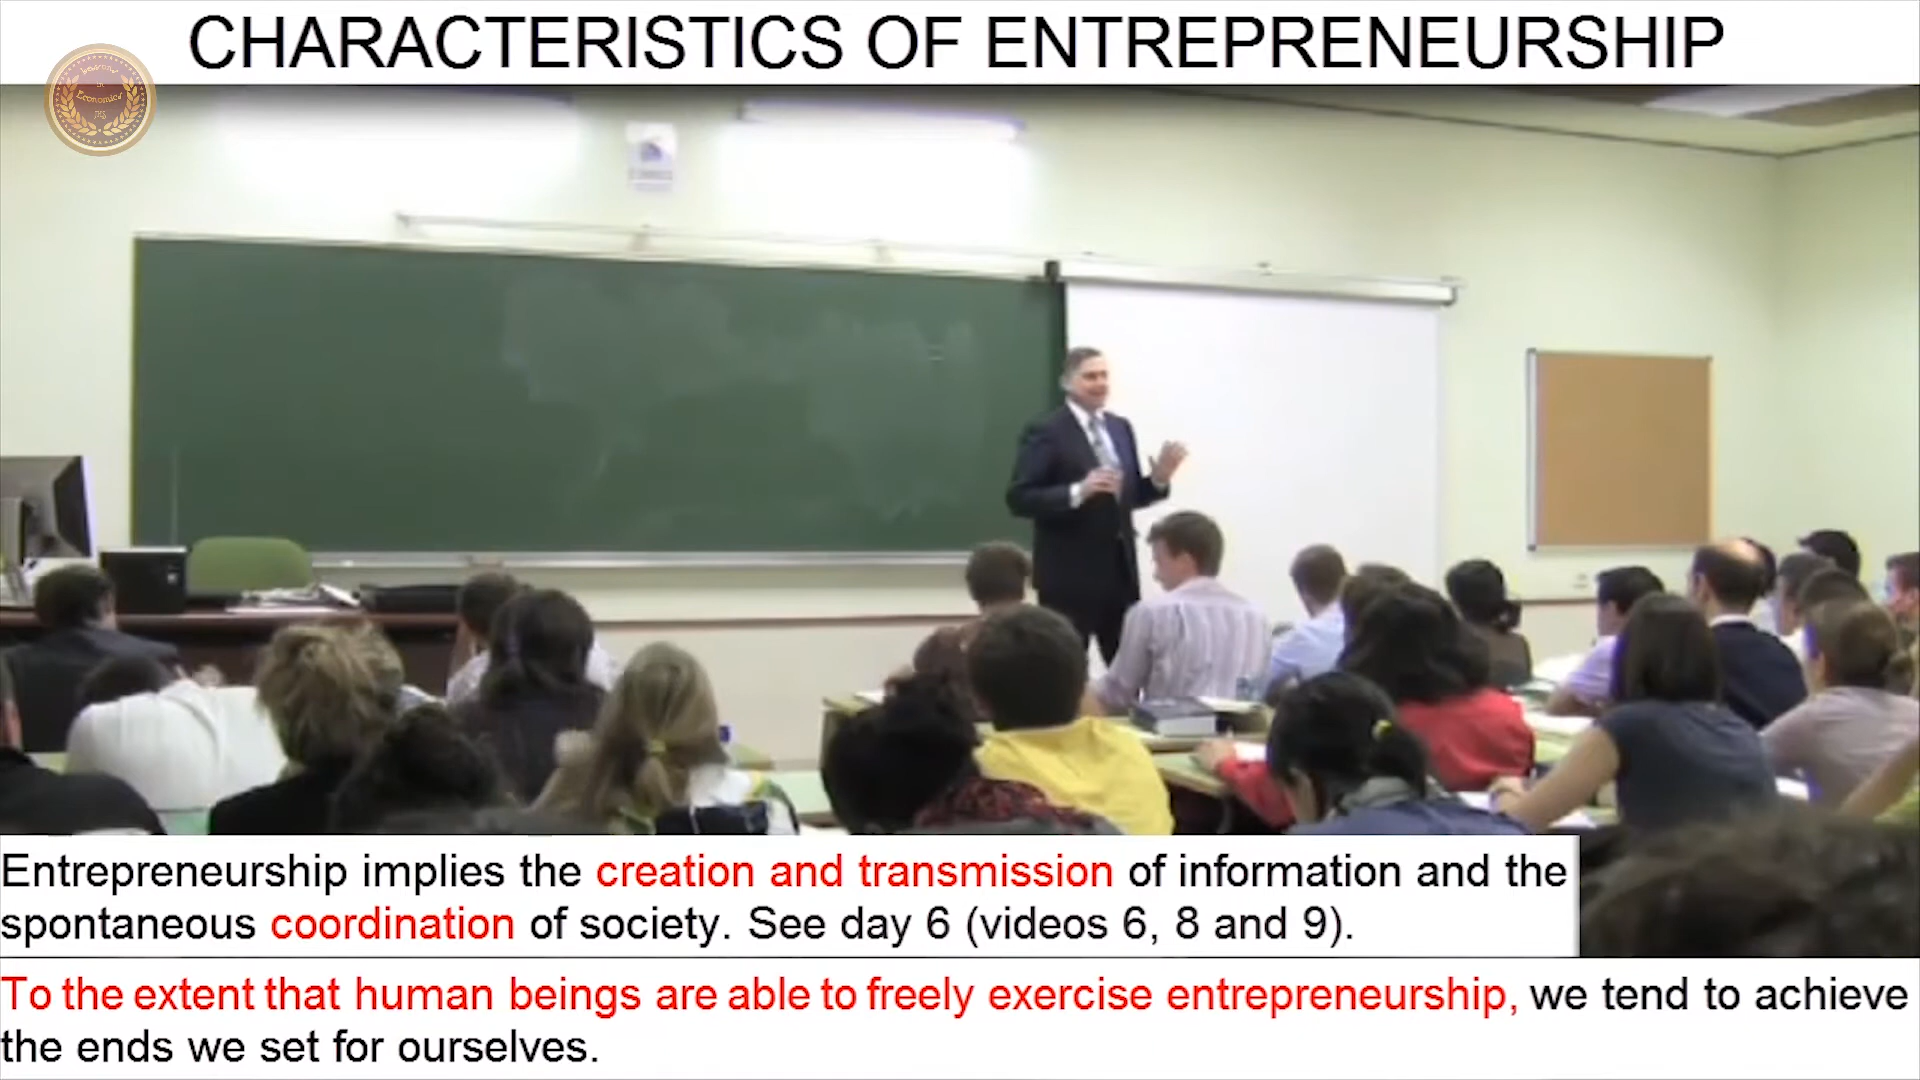 CHARACTERISTICS OF ENTREPRENEURSHIP
Learning
Economics
Entrepreneurship implies the creation and transmission of information and the
spontaneous coordination of society. See day 6 (videos 6, 8 and 9).
To the extent that human beings are able to freely exercise entrepreneurship, we tend to achieve
the ends we set for ourselves.